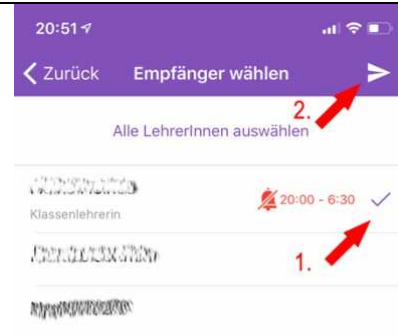 20:51
Zurück Empfänger wählen
2.
Alle LehrerInnen auswählen
20:00 - 6:30
Klassenlehrerin
1.